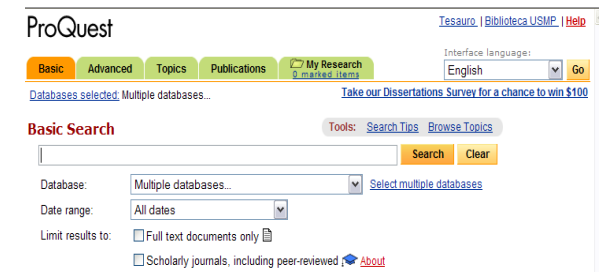 ProQuest
Tesauro | Biblioteca USMP | Help
Interface language:
Basic Advanced Topics Publications My Research
0 marked items
English Go
Databases selected: Multiple databases...
Take our Dissertations Survey for a chance to win $100
Basic Search
Tools: Search Tips Browse Topics
Search Clear
Database: Multiple databases... Select multiple databases
Date range: All dates
Limit results to: Full text documents only
Scholarly journals, including peer-reviewed About